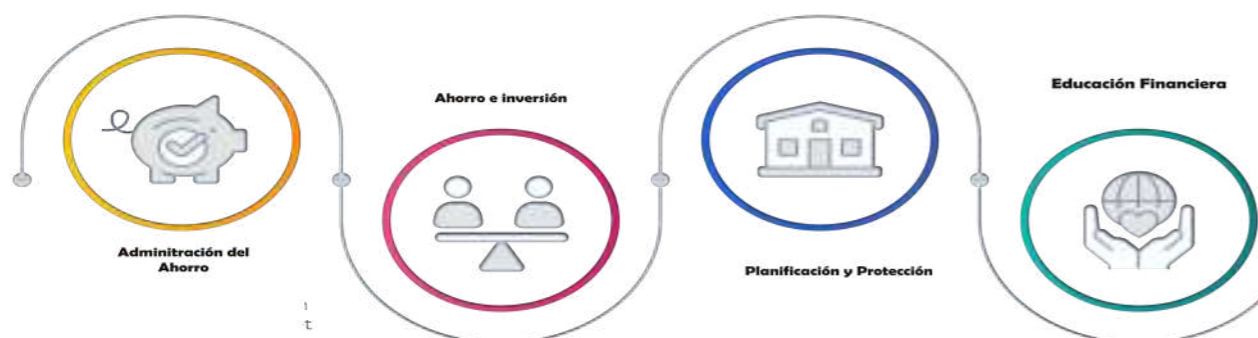 Adminitración del
Ahorro
Ahorro e inversión
Planificación y Protección
Educación Financiera
t